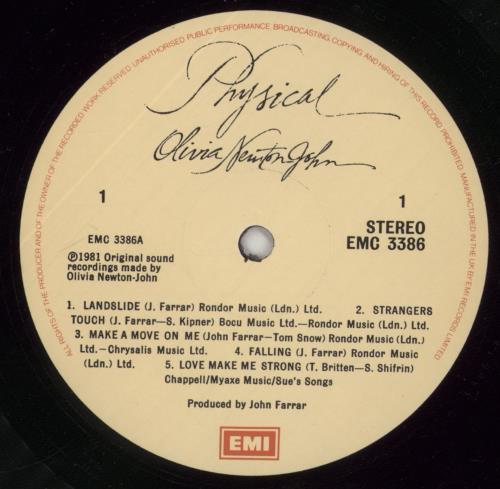 ALL RIGHTS OF THE PRODUCER AND OF THE OWNER OF THE RECORDED WORK RESERVED. UNAUTHORISED PUBLIC PERFORMANCE, BROADCASTING, COPYING AND HIRING OF THIS RECORD PROHIBITED. MANUFACTURED IN THE UK BY EMI RECORDS LIMITED
Physical
Olivia Newton-John
1
1
STEREO
EMC 3386A
EMC 3386
℗1981 Original sound
recordings made by
Olivia Newton-John
1. LANDSLIDE (J. Farrar) Rondor Music (Ldn.) Ltd. 2. STRANGERS
TOUCH (J. Farrar—S. Kipner) Bocu Music Ltd.—Rondor Music (Ldn.) Ltd.
3. MAKE A MOVE ON ME (John Farrar—Tom Snow) Rondor Music (Ldn.)
Ltd.—Chrysalis Music Ltd. 4. FALLING (J. Farrar) Rondor Music
(Ldn.) Ltd. 5. LOVE MAKE ME STRONG (T. Britten—S. Shifrin)
Chappell/Myaxe Music/Sue's Songs
Produced by John Farrar
EMI